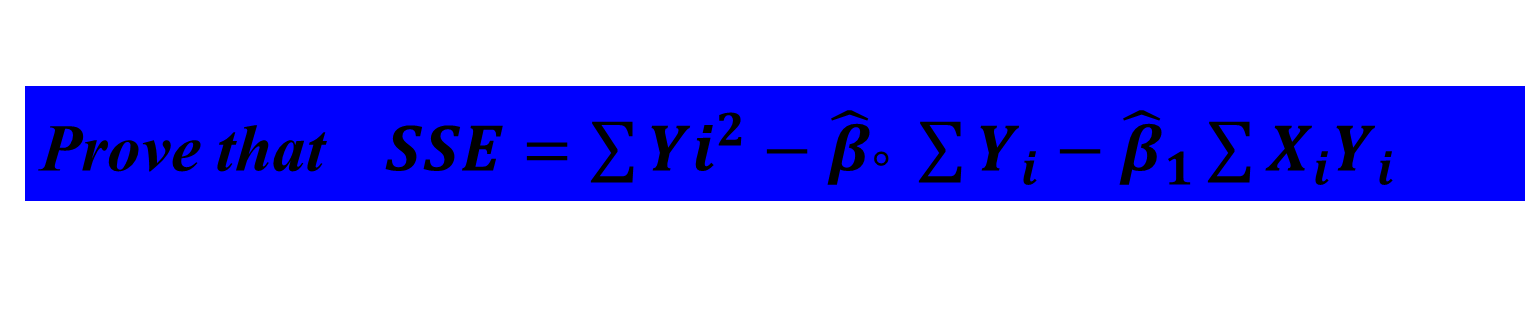 Prove that SSE = ∑ Yi² − β̂∘ ∑ Yᵢ − β̂₁ ∑ XᵢYᵢ